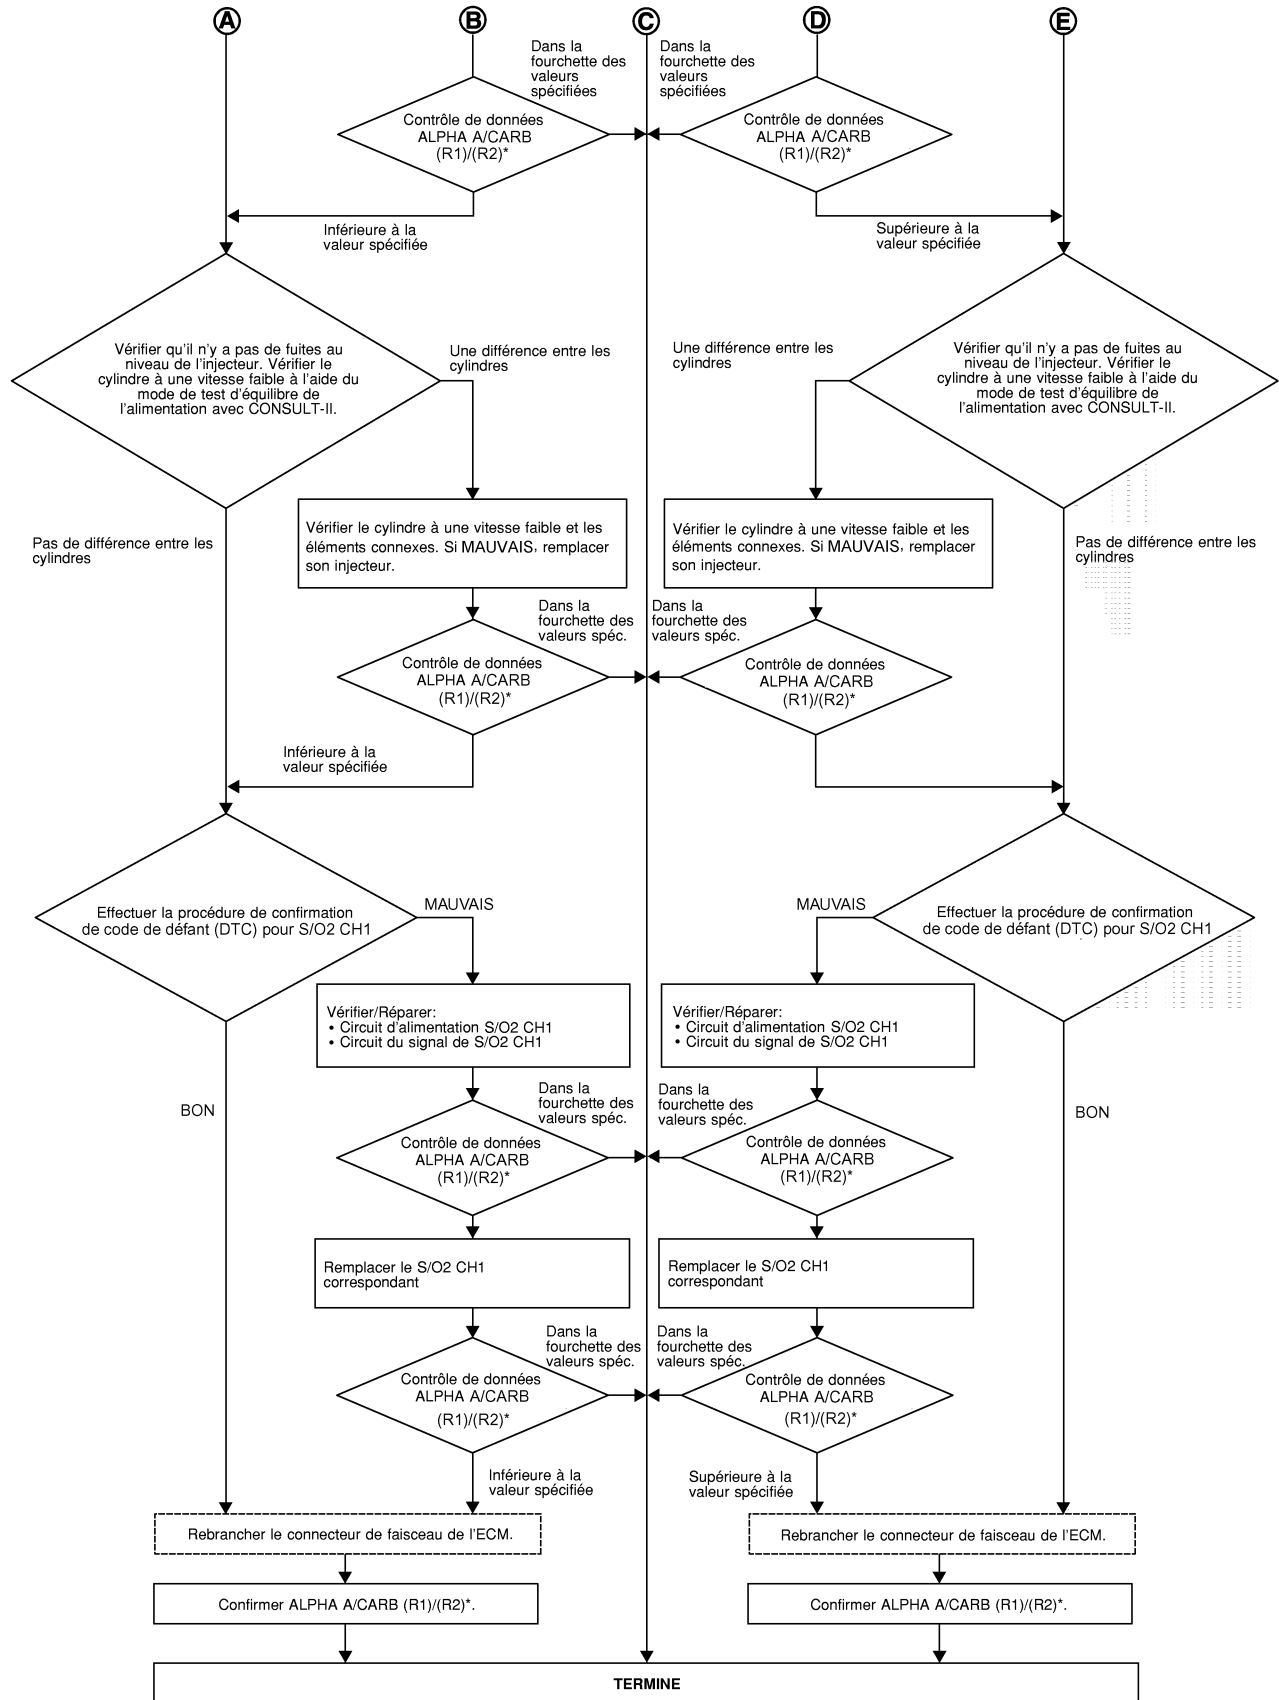 A
B
C
D
E
Dans la
fourchette des
valeurs
spécifiées
Dans la
fourchette des
valeurs
spécifiées
Contrôle de données
ALPHA A/CARB
(R1)/(R2)*
Contrôle de données
ALPHA A/CARB
(R1)/(R2)*
Inférieure à la
valeur spécifiée
Supérieure à la
valeur spécifiée
Vérifier qu'il n'y a pas de fuites au
niveau de l'injecteur. Vérifier le
cylindre à une vitesse faible à l'aide du
mode de test d'équilibre de
l'alimentation avec CONSULT-II.
Une différence entre les
cylindres
Une différence entre les
cylindres
Vérifier qu'il n'y a pas de fuites au
niveau de l'injecteur. Vérifier le
cylindre à une vitesse faible à l'aide du
mode de test d'équilibre de
l'alimentation avec CONSULT-II.
Pas de différence entre les
cylindres
Vérifier le cylindre à une vitesse faible et les
éléments connexes. Si MAUVAIS, remplacer
son injecteur.
Vérifier le cylindre à une vitesse faible et les
éléments connexes. Si MAUVAIS, remplacer
son injecteur.
Pas de différence entre les
cylindres
Dans la
fourchette des
valeurs spéc.
Dans la
fourchette des
valeurs spéc.
Contrôle de données
ALPHA A/CARB
(R1)/(R2)*
Contrôle de données
ALPHA A/CARB
(R1)/(R2)*
Inférieure à la
valeur spécifiée
Effectuer la procédure de confirmation
de code de défant (DTC) pour S/O2 CH1
MAUVAIS
MAUVAIS
Effectuer la procédure de confirmation
de code de défant (DTC) pour S/O2 CH1
Vérifier/Réparer:
• Circuit d'alimentation S/O2 CH1
• Circuit du signal de S/O2 CH1
Vérifier/Réparer:
• Circuit d'alimentation S/O2 CH1
• Circuit du signal de S/O2 CH1
BON
Dans la
fourchette des
valeurs spéc.
Dans la
fourchette des
valeurs spéc.
BON
Contrôle de données
ALPHA A/CARB
(R1)/(R2)*
Contrôle de données
ALPHA A/CARB
(R1)/(R2)*
Remplacer le S/O2 CH1
correspondant
Remplacer le S/O2 CH1
correspondant
Dans la
fourchette des
valeurs spéc.
Dans la
fourchette des
valeurs spéc.
Contrôle de données
ALPHA A/CARB
(R1)/(R2)*
Contrôle de données
ALPHA A/CARB
(R1)/(R2)*
Inférieure à la
valeur spécifiée
Supérieure à la
valeur spécifiée
Rebrancher le connecteur de faisceau de l'ECM.
Rebrancher le connecteur de faisceau de l'ECM.
Confirmer ALPHA A/CARB (R1)/(R2)*.
Confirmer ALPHA A/CARB (R1)/(R2)*.
TERMINE